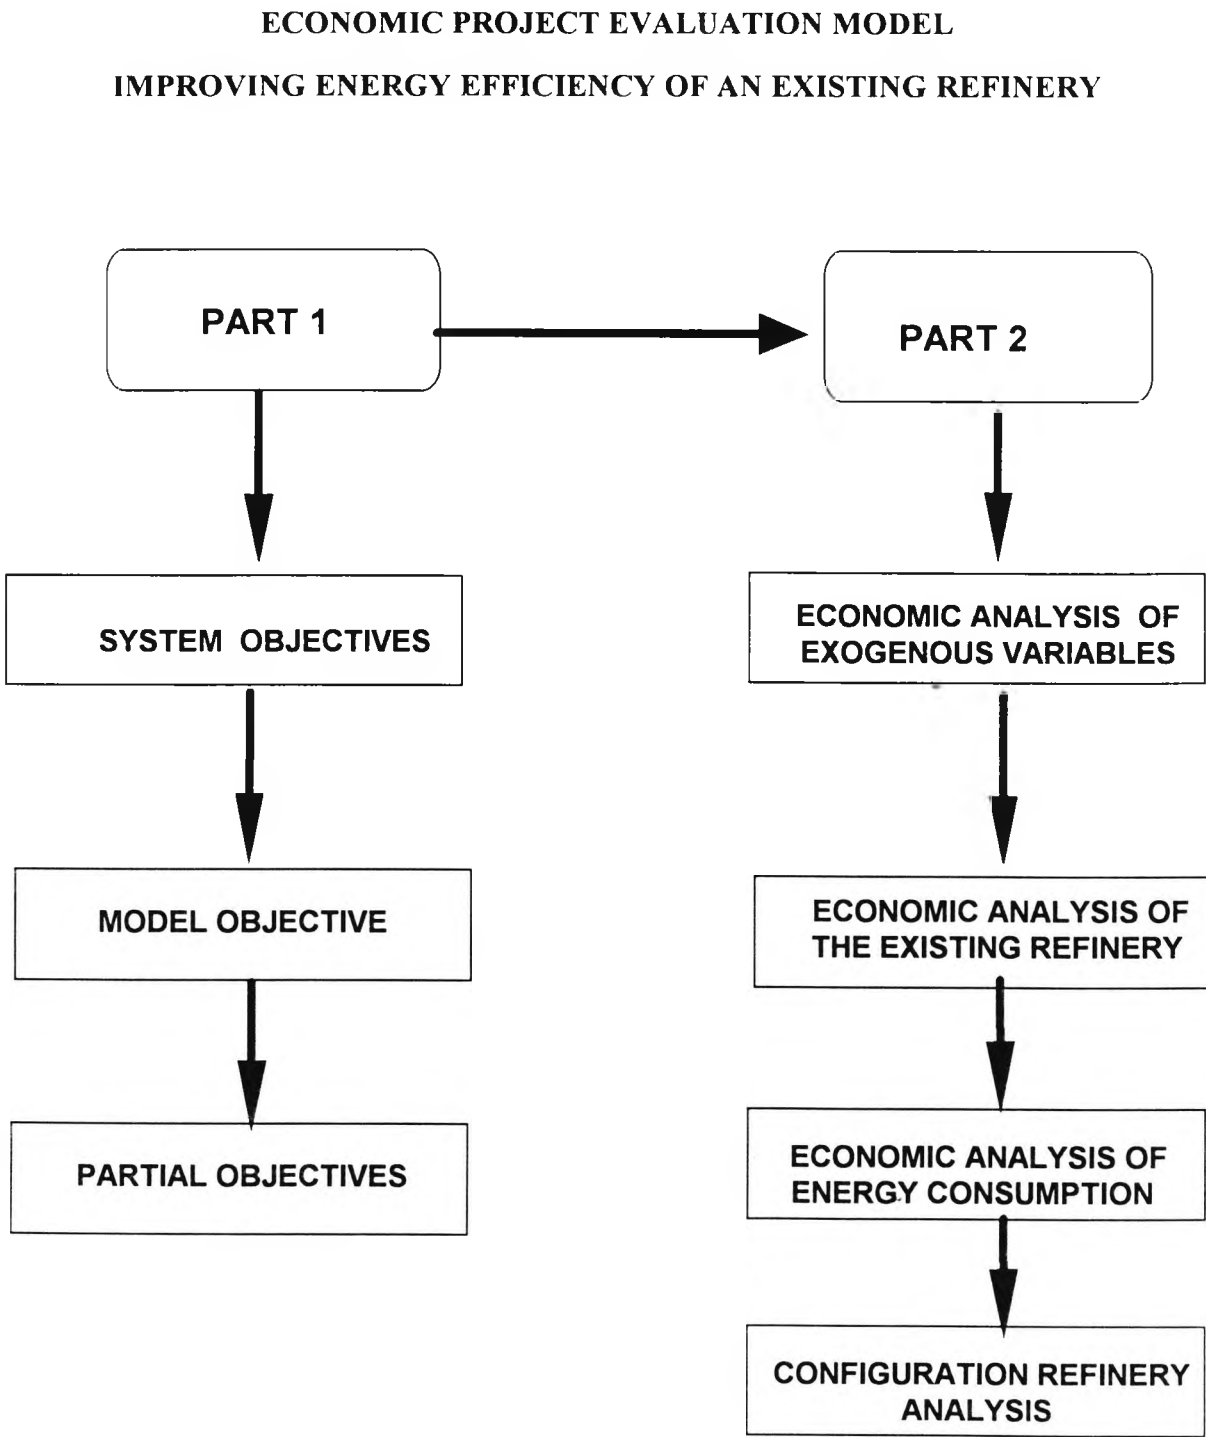 ECONOMIC PROJECT EVALUATION MODEL
IMPROVING ENERGY EFFICIENCY OF AN EXISTING REFINERY
PART 1
PART 2
SYSTEM OBJECTIVES
ECONOMIC ANALYSIS OF
EXOGENOUS VARIABLES
MODEL OBJECTIVE
ECONOMIC ANALYSIS OF
THE EXISTING REFINERY
PARTIAL OBJECTIVES
ECONOMIC ANALYSIS OF
ENERGY CONSUMPTION
CONFIGURATION REFINERY
ANALYSIS